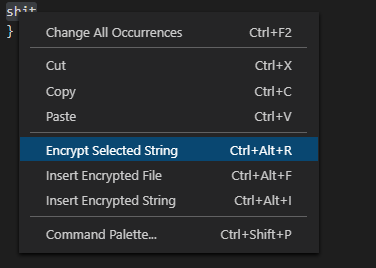 shit
}
Change All Occurrences Ctrl+F2
Cut Ctrl+X
Copy Ctrl+C
Paste Ctrl+V
Encrypt Selected String Ctrl+Alt+R
Insert Encrypted File Ctrl+Alt+F
Insert Encrypted String Ctrl+Alt+I
Command Palette... Ctrl+Shift+P